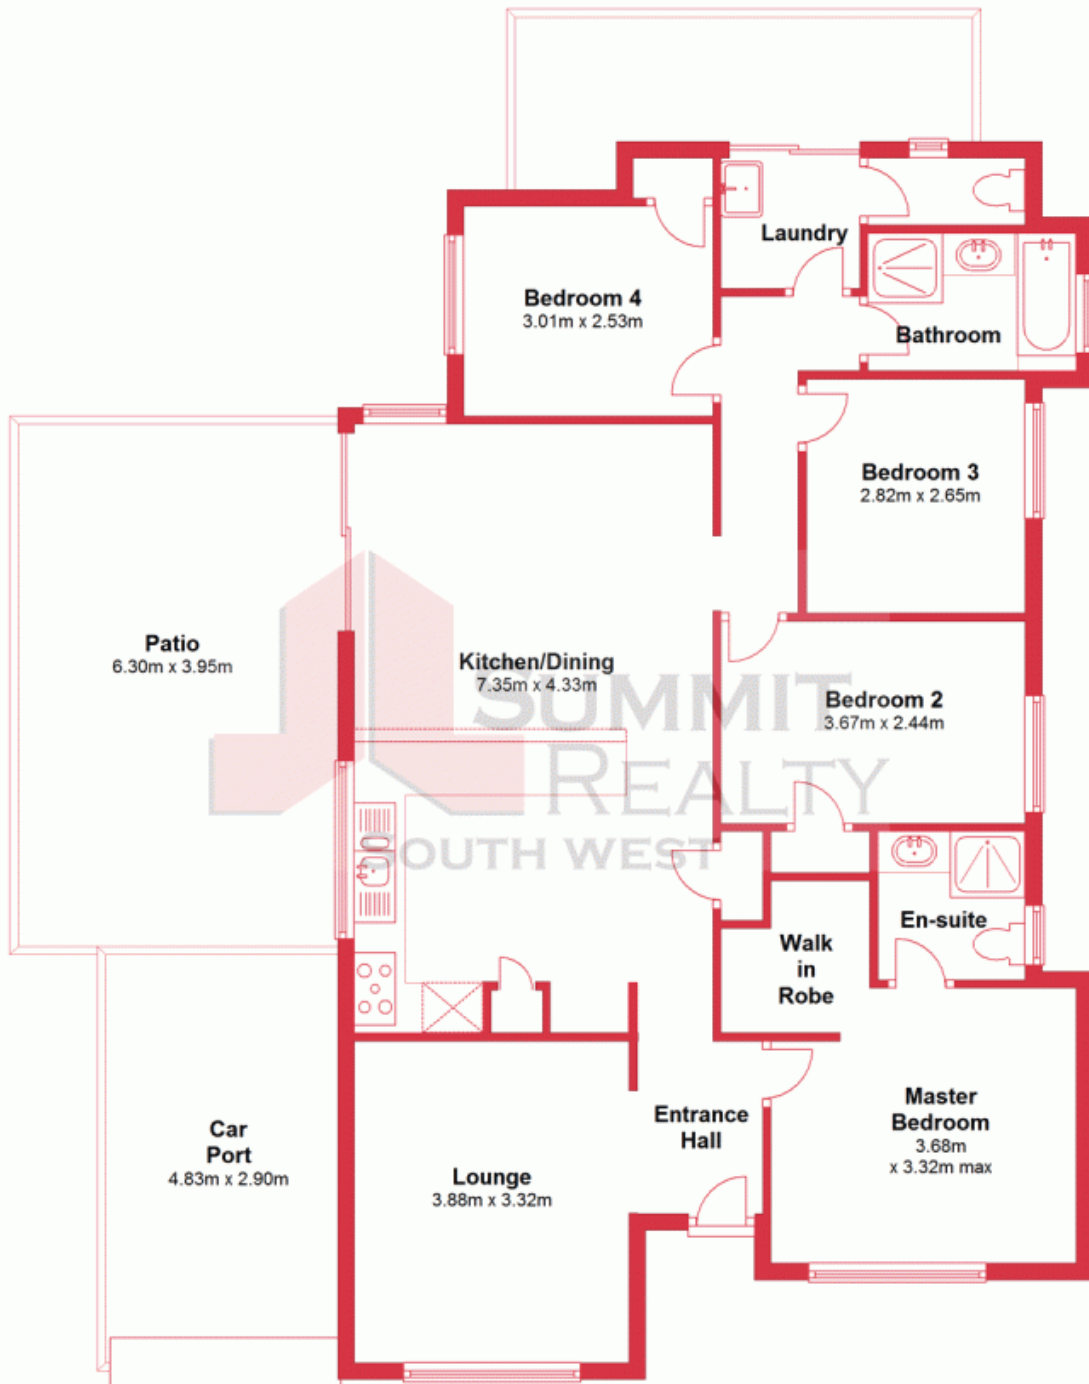 Laundry
Bedroom 4
3.01m x 2.53m
Bathroom
Bedroom 3
2.82m x 2.65m
Patio
6.30m x 3.95m
Kitchen/Dining
7.35m x 4.33m
Bedroom 2
3.67m x 2.44m
SUMMIT
REALTY
SOUTH WEST
En-suite
Walk
in
Robe
Master
Bedroom
3.68m
x 3.32m max
Entrance
Hall
Car
Port
4.83m x 2.90m
Lounge
3.88m x 3.32m